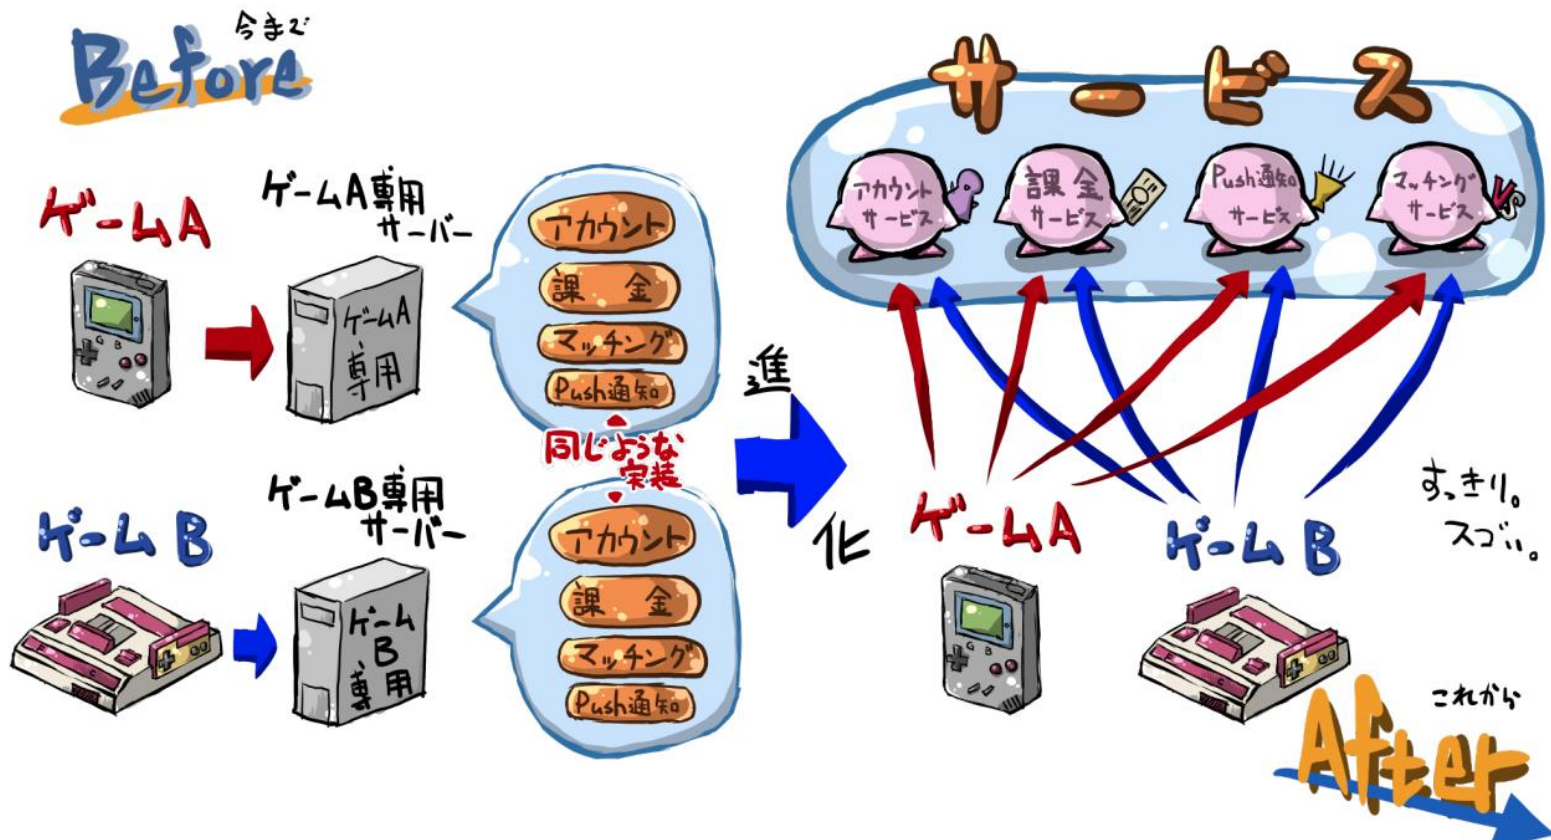 今まで
Before
ゲームA
ゲームA専用
サーバー
ゲームA
専用
GB
アカウント
課金
マッチング
Push通知
同じような
実装
ゲームB
ゲームB専用
サーバー
ゲーム
B
専用
アカウント
課金
マッチング
Push通知
進
化
サービス
アカウント
サービス
課金
サービス
Push通知
サービス
マッチング
サービス
VS
ゲームA
GB
ゲームB
すっきり。
スゴい。
これから
After